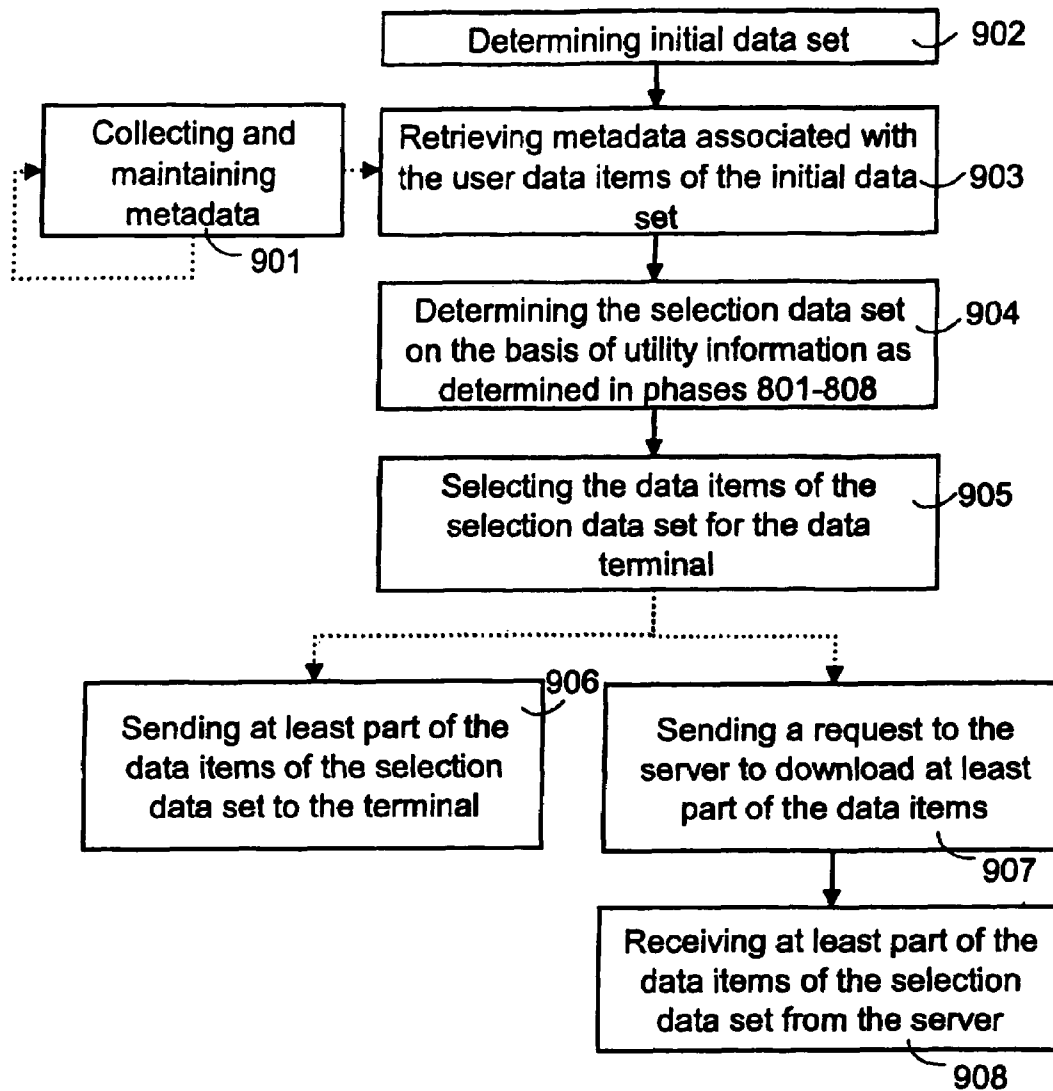 Determining initial data set
902
Collecting and
maintaining
metadata
901
Retrieving metadata associated with
the user data items of the initial data
set
903
Determining the selection data set
on the basis of utility information as
determined in phases 801-808
904
Selecting the data items of the
selection data set for the data
terminal
905
906
Sending at least part of the
data items of the selection
data set to the terminal
Sending a request to the
server to download at least
part of the data items
907
Receiving at least part of the
data items of the selection
data set from the server
908